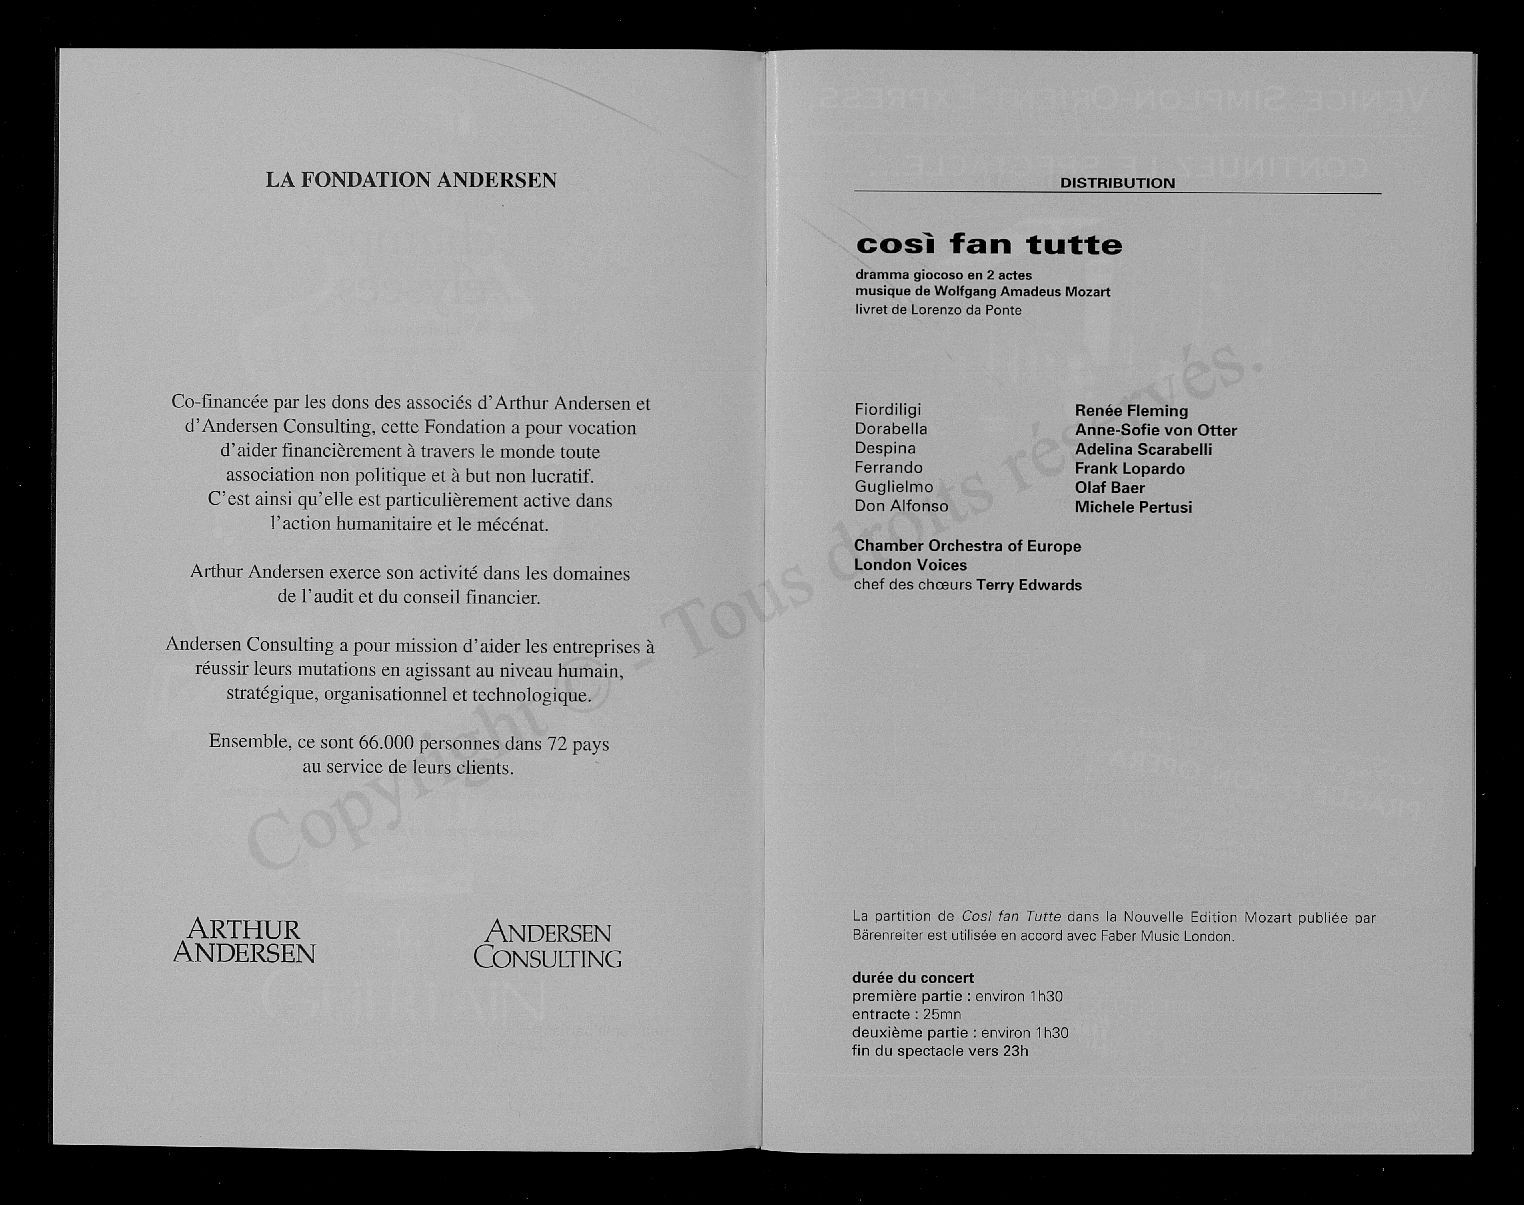 LA FONDATION ANDERSEN
Co-financée par les dons des associés d'Arthur Andersen et
d'Andersen Consulting, cette Fondation a pour vocation
d'aider financièrement à travers le monde toute
association non politique et à but non lucratif.
C'est ainsi qu'elle est particulièrement active dans
l'action humanitaire et le mécénat.
Arthur Andersen exerce son activité dans les domaines
de l'audit et du conseil financier.
Andersen Consulting a pour mission d'aider les entreprises à
réussir leurs mutations en agissant au niveau humain,
stratégique, organisationnel et technologique.
Ensemble, ce sont 66.000 personnes dans 72 pays
au service de leurs clients.
ARTHUR
ANDERSEN
ANDERSEN
CONSULTING
DISTRIBUTION
così fan tutte
dramma giocoso en 2 actes
musique de Wolfgang Amadeus Mozart
livret de Lorenzo da Ponte
Fiordiligi Renée Fleming
Dorabella Anne-Sofie von Otter
Despina Adelina Scarabelli
Ferrando Frank Lopardo
Guglielmo Olaf Baer
Don Alfonso Michele Pertusi
Chamber Orchestra of Europe
London Voices
chef des chœurs Terry Edwards
La partition de Così fan Tutte dans la Nouvelle Edition Mozart publiée par
Bärenreiter est utilisée en accord avec Faber Music London.
durée du concert
première partie : environ 1h30
entracte : 25mn
deuxième partie : environ 1h30
fin du spectacle vers 23h
Copyright © - Tous droits réservés.
VENICE SIMPLON-ORIENT-EXPRESS,
CONTINUEZ LE SPECTACLE